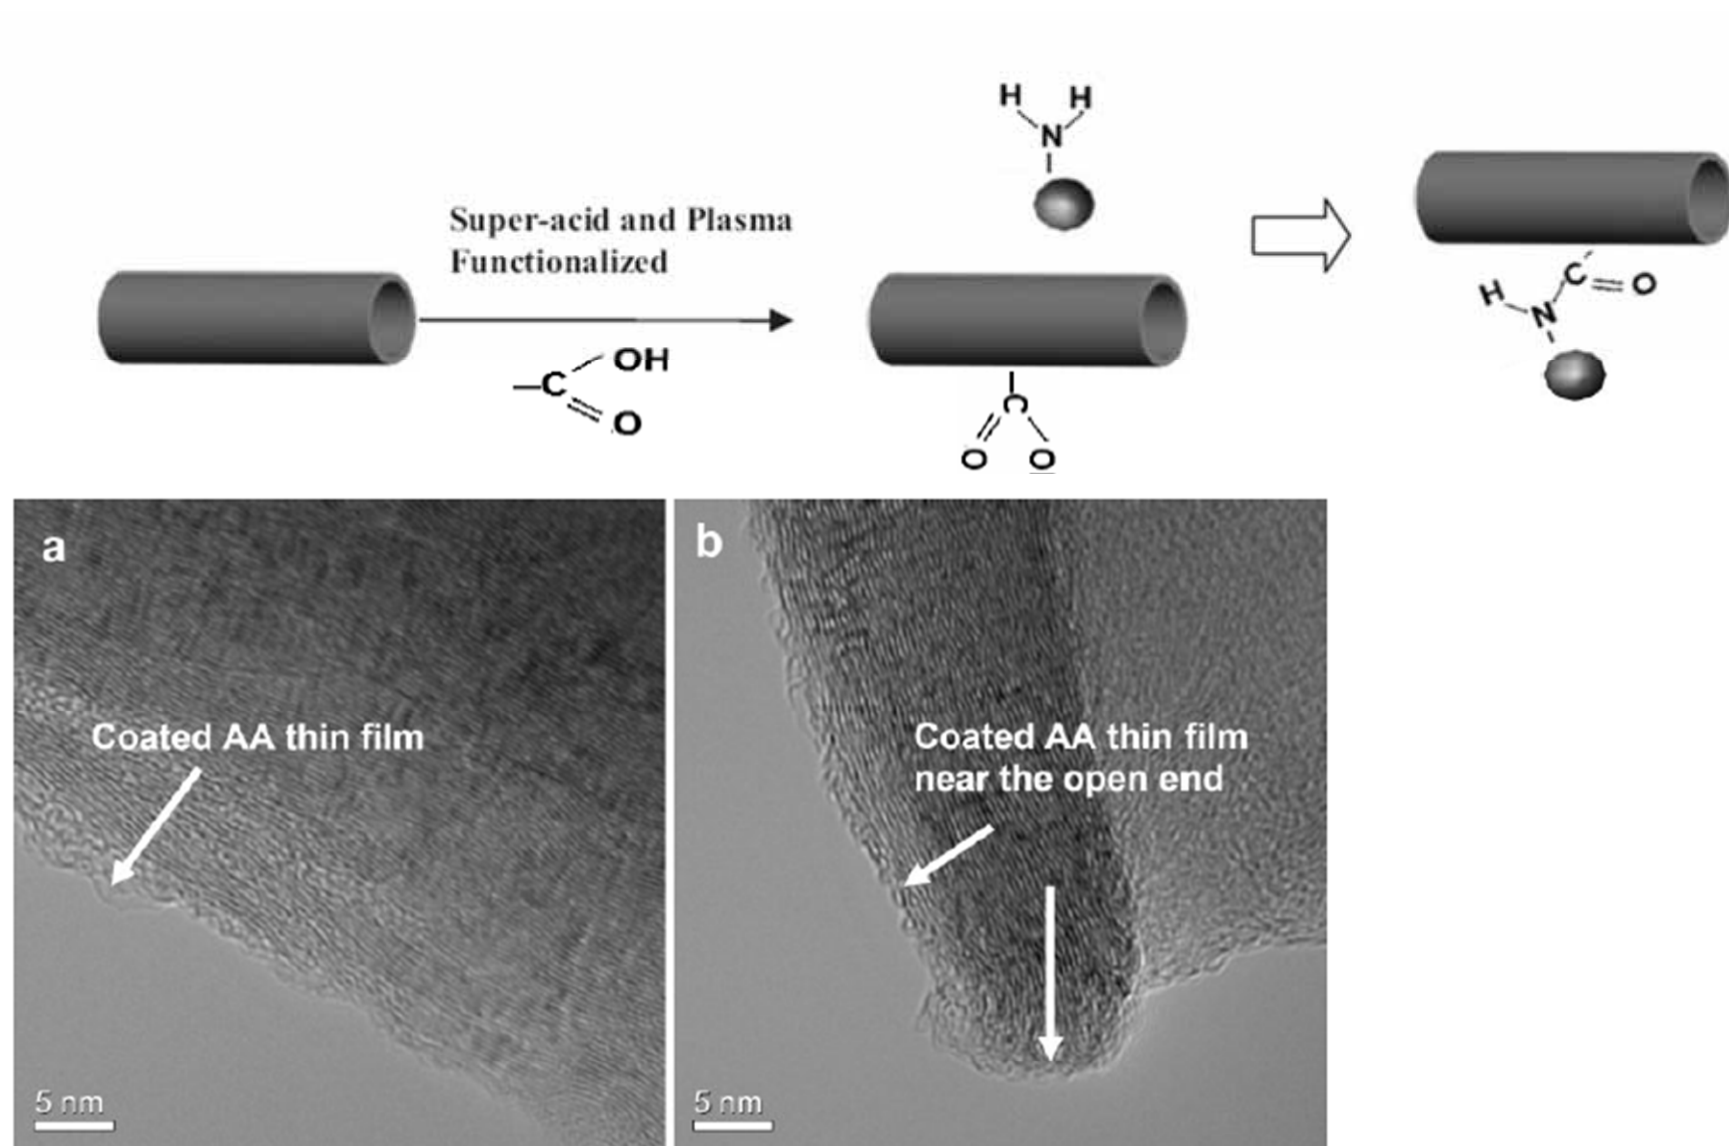 H H
N
Super-acid and Plasma
Functionalized
OH
C
O
C
O O
C
O
H
N
a
Coated AA thin film
5 nm
b
Coated AA thin film
near the open end
5 nm